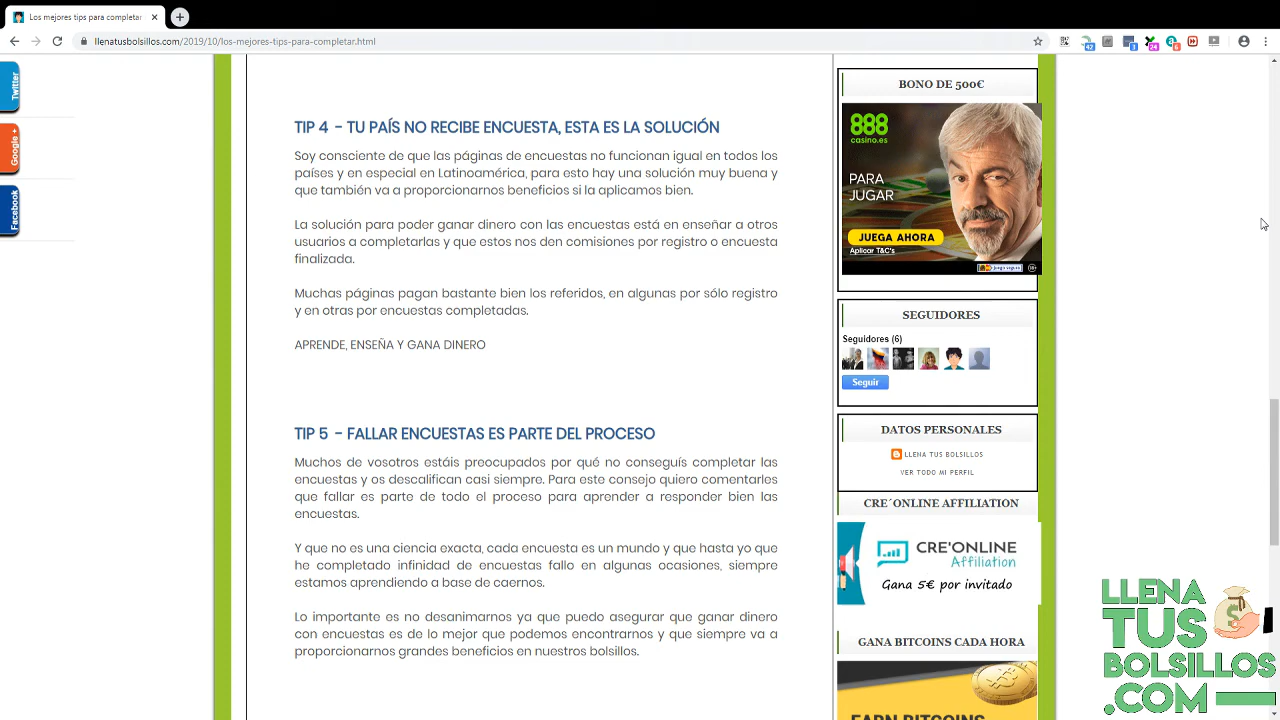 Los mejores tips para completar
llenatusbolsillos.com/2019/10/los-mejores-tips-para-completar.html
Twitter
Google +
Facebook
TIP 4 - TU PAÍS NO RECIBE ENCUESTA, ESTA ES LA SOLUCIÓN
Soy consciente de que las páginas de encuestas no funcionan igual en todos los
países y en especial en Latinoamérica, para esto hay una solución muy buena y
que también va a proporcionarnos beneficios si la aplicamos bien.
La solución para poder ganar dinero con las encuestas está en enseñar a otros
usuarios a completarlas y que estos nos den comisiones por registro o encuesta
finalizada.
Muchas páginas pagan bastante bien los referidos, en algunas por sólo registro
y en otras por encuestas completadas.
APRENDE, ENSEÑA Y GANA DINERO
TIP 5 - FALLAR ENCUESTAS ES PARTE DEL PROCESO
Muchos de vosotros estáis preocupados por qué no conseguís completar las
encuestas y os descalifican casi siempre. Para este consejo quiero comentarles
que fallar es parte de todo el proceso para aprender a responder bien las
encuestas.
Y que no es una ciencia exacta, cada encuesta es un mundo y que hasta yo que
he completado infinidad de encuestas fallo en algunas ocasiones, siempre
estamos aprendiendo a base de caernos.
Lo importante es no desanimarnos ya que puedo asegurar que ganar dinero
con encuestas es de lo mejor que podemos encontrarnos y que siempre va a
proporcionarnos grandes beneficios en nuestros bolsillos.
BONO DE 500€
888
casino.es
PARA
JUGAR
JUEGA AHORA
Aplicar T&C's
18+
SEGUIDORES
Seguidores (6)
Seguir
DATOS PERSONALES
LLENA TUS BOLSILLOS
VER TODO MI PERFIL
CRE´ONLINE AFFILIATION
CRE'ONLINE
Affiliation
Gana 5€ por invitado
GANA BITCOINS CADA HORA
EARN BITCOINS
LLENA
TUS
BOLSILLOS
.COM